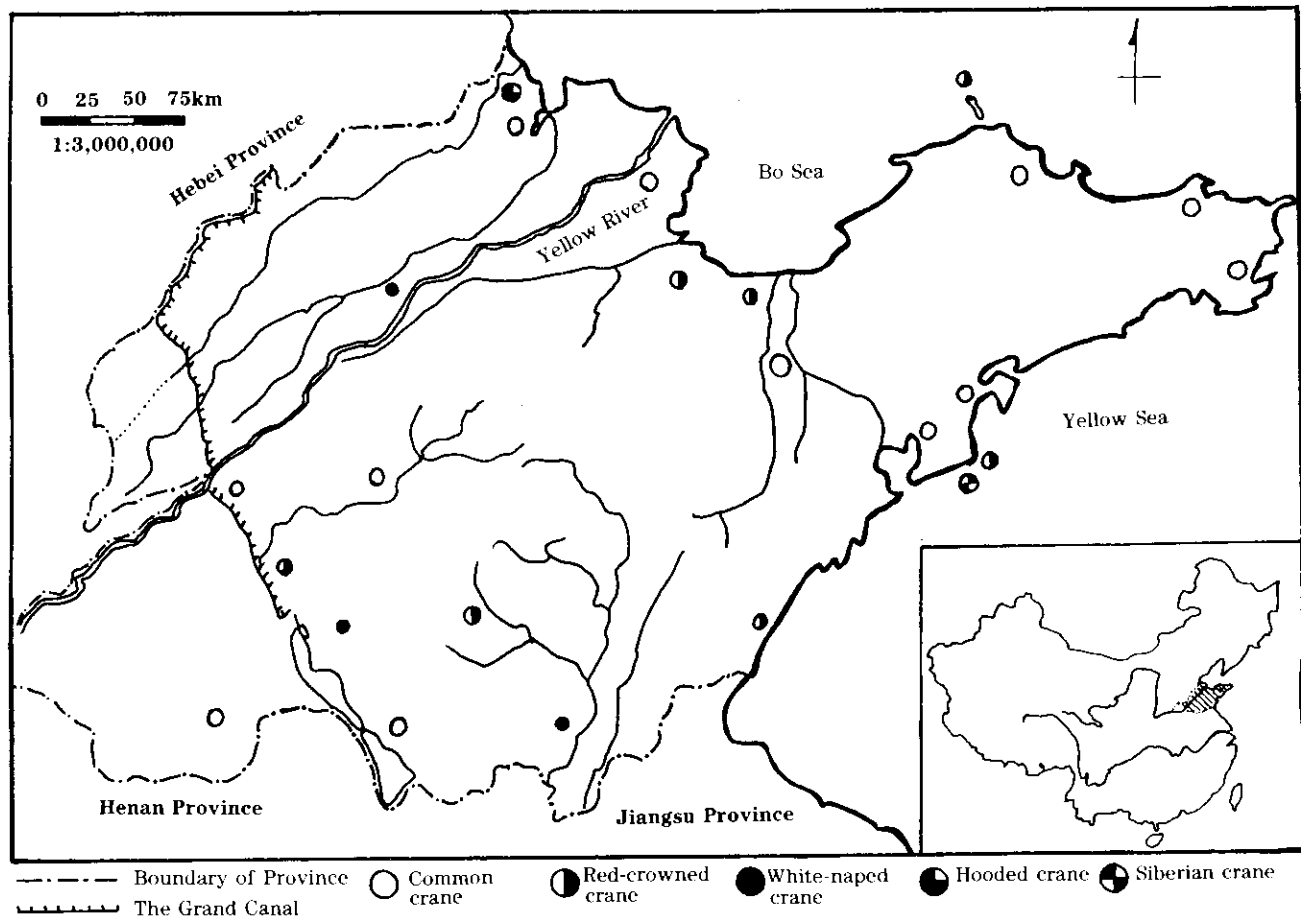 0 25 50 75km
1:3,000,000
Hebei Province
Bo Sea
Yellow River
Yellow Sea
Henan Province
Jiangsu Province
Boundary of Province
Common
crane
Red-crowned
crane
White-naped
crane
Hooded crane
Siberian crane
The Grand Canal